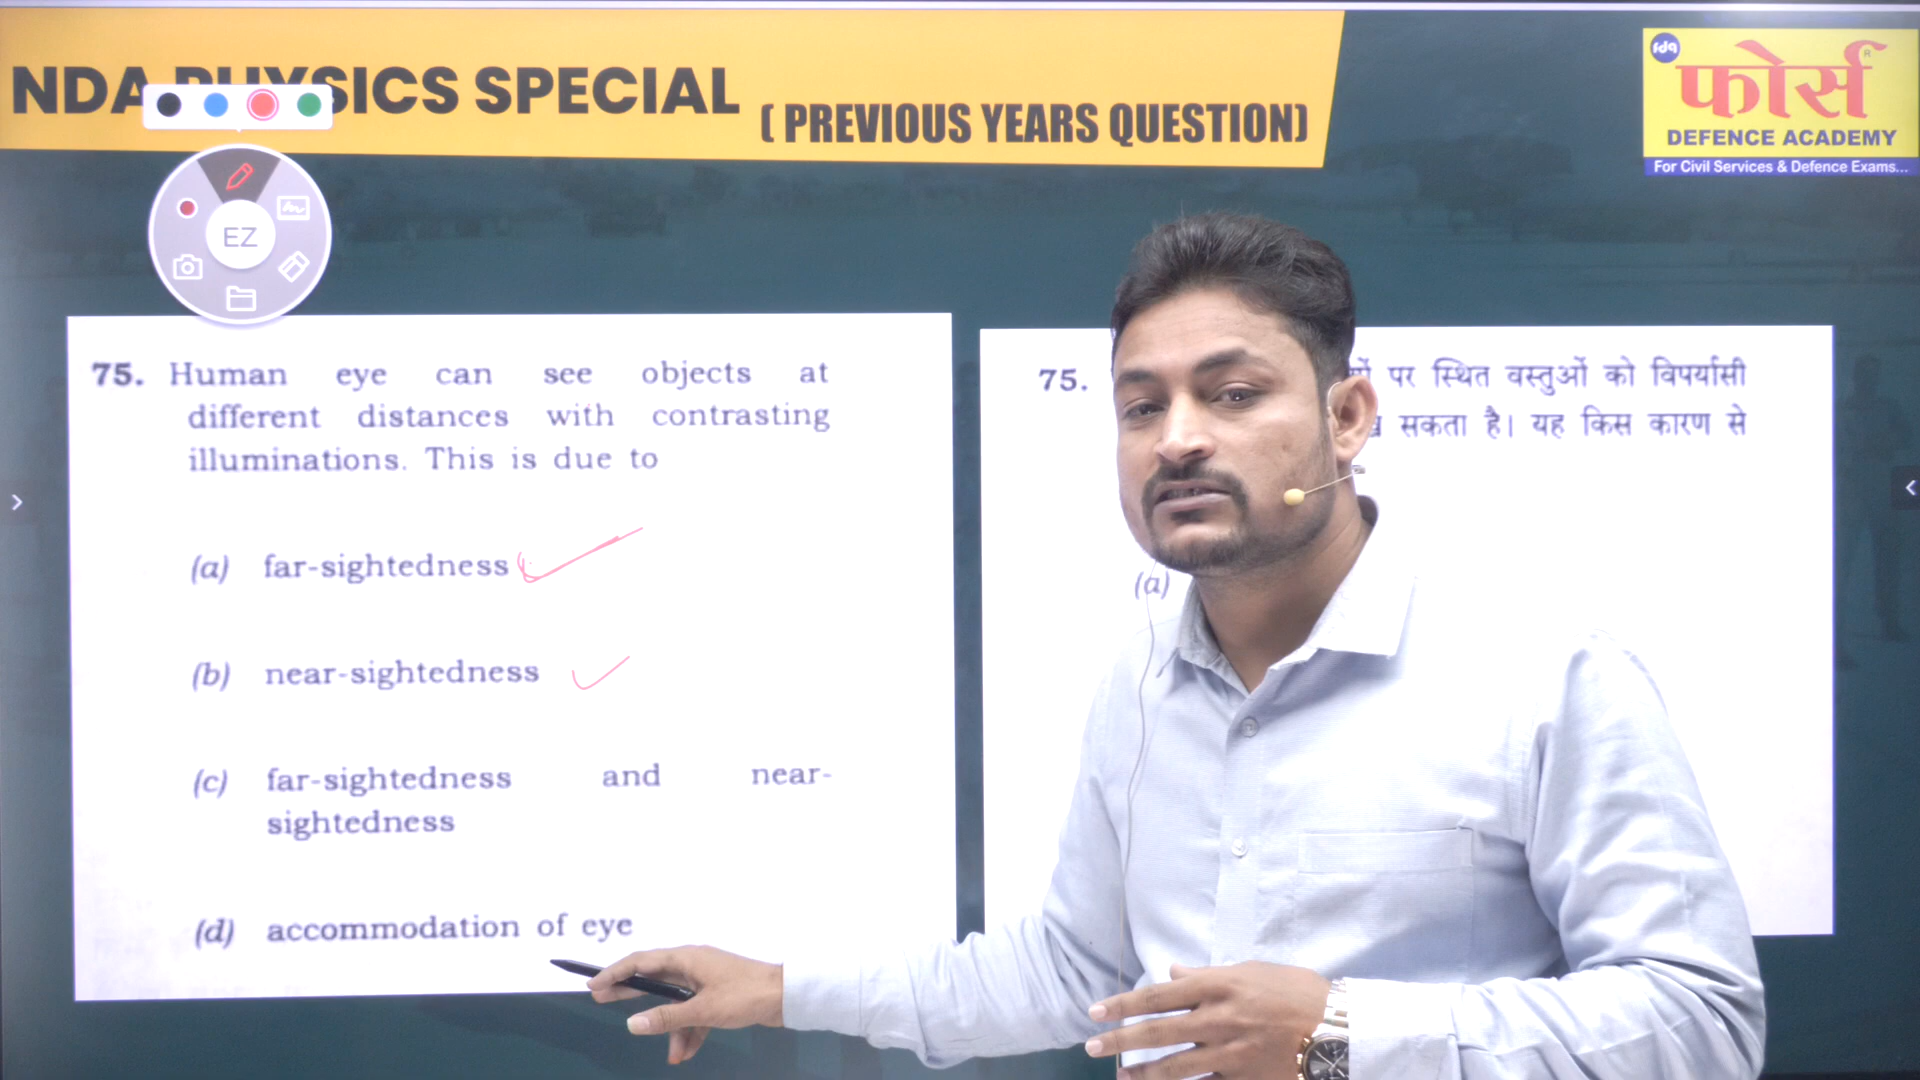 NDA PHYSICS SPECIAL
( PREVIOUS YEARS QUESTION)
fda
फोर्स
R
DEFENCE ACADEMY
For Civil Services & Defence Exams...
EZ
75. Human eye can see objects at
different distances with contrasting
illuminations. This is due to
(a) far-sightedness
(b) near-sightedness
(c) far-sightedness and near-
sightedness
(d) accommodation of eye
75.
पर स्थित वस्तुओं को विपर्यासी
सकता है। यह किस कारण से
(a)